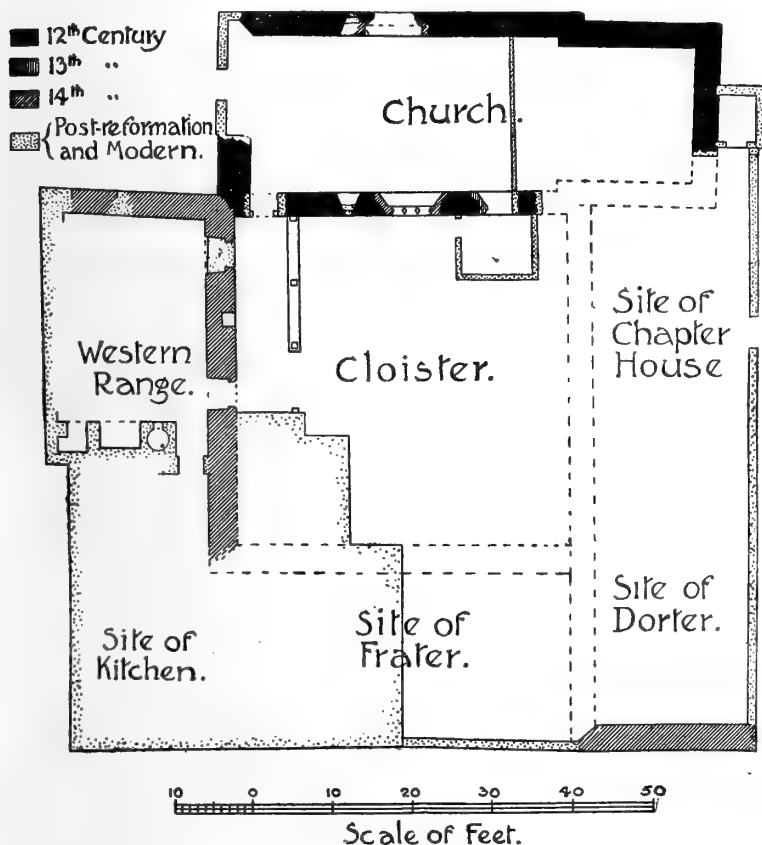 12th Century
13th "
14th "
Post-reformation
and Modern.
Church.
Western
Range.
Cloister.
Site of
Chapter
House
Site of
Kitchen.
Site of
Frater.
Site of
Dorter.
10 0 10 20 30 40 50
Scale of Feet.